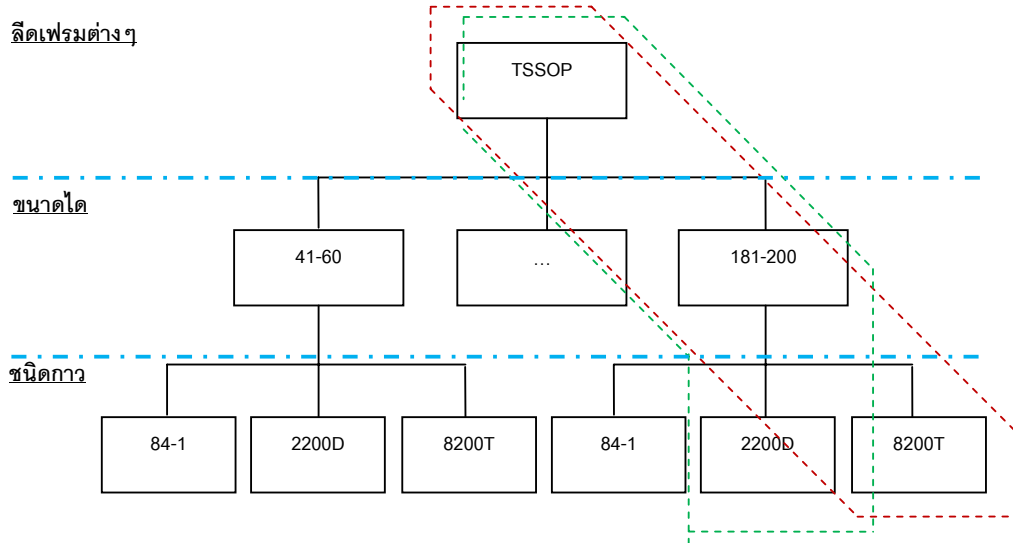 ลีดเฟรมต่างๆ
TSSOP
ขนาดได
41-60
...
181-200
ชนิดกาว
84-1
2200D
8200T
84-1
2200D
8200T